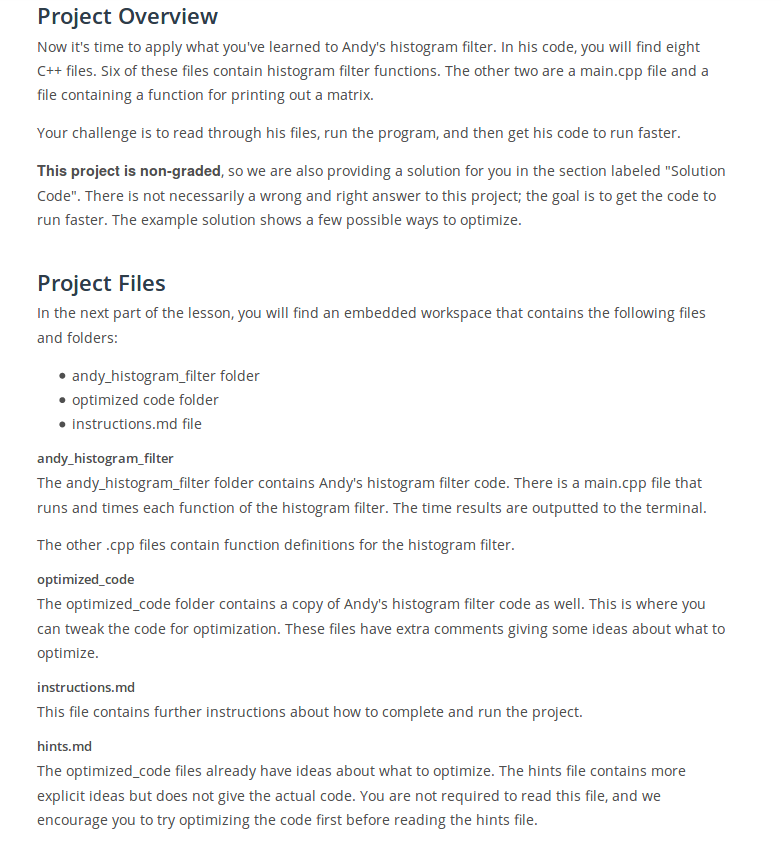 Project Overview
Now it's time to apply what you've learned to Andy's histogram filter. In his code, you will find eight
C++ files. Six of these files contain histogram filter functions. The other two are a main.cpp file and a
file containing a function for printing out a matrix.
Your challenge is to read through his files, run the program, and then get his code to run faster.
This project is non-graded, so we are also providing a solution for you in the section labeled "Solution
Code". There is not necessarily a wrong and right answer to this project; the goal is to get the code to
run faster. The example solution shows a few possible ways to optimize.
Project Files
In the next part of the lesson, you will find an embedded workspace that contains the following files
and folders:
• andy_histogram_filter folder
• optimized code folder
• instructions.md file
andy_histogram_filter
The andy_histogram_filter folder contains Andy's histogram filter code. There is a main.cpp file that
runs and times each function of the histogram filter. The time results are outputted to the terminal.
The other .cpp files contain function definitions for the histogram filter.
optimized_code
The optimized_code folder contains a copy of Andy's histogram filter code as well. This is where you
can tweak the code for optimization. These files have extra comments giving some ideas about what to
optimize.
instructions.md
This file contains further instructions about how to complete and run the project.
hints.md
The optimized_code files already have ideas about what to optimize. The hints file contains more
explicit ideas but does not give the actual code. You are not required to read this file, and we
encourage you to try optimizing the code first before reading the hints file.